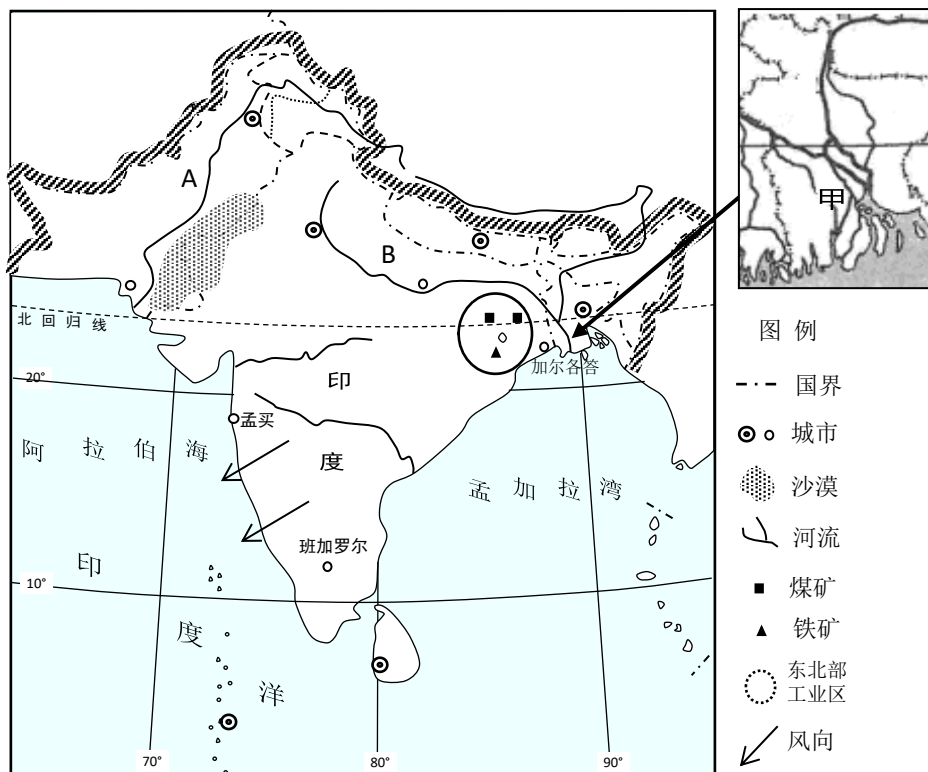 甲
A
B
北回归线
加尔各答
20°
印
孟买
度
阿拉伯海
孟加拉湾
班加罗尔
印
10°
度
洋
70°
80°
90°
图例
国界
城市
沙漠
河流
煤矿
铁矿
东北部
工业区
风向